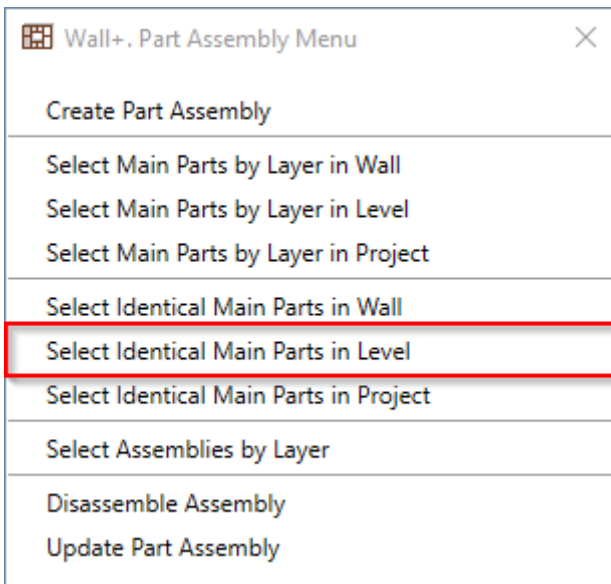 Wall+. Part Assembly Menu
Create Part Assembly
Select Main Parts by Layer in Wall
Select Main Parts by Layer in Level
Select Main Parts by Layer in Project
Select Identical Main Parts in Wall
Select Identical Main Parts in Level
Select Identical Main Parts in Project
Select Assemblies by Layer
Disassemble Assembly
Update Part Assembly